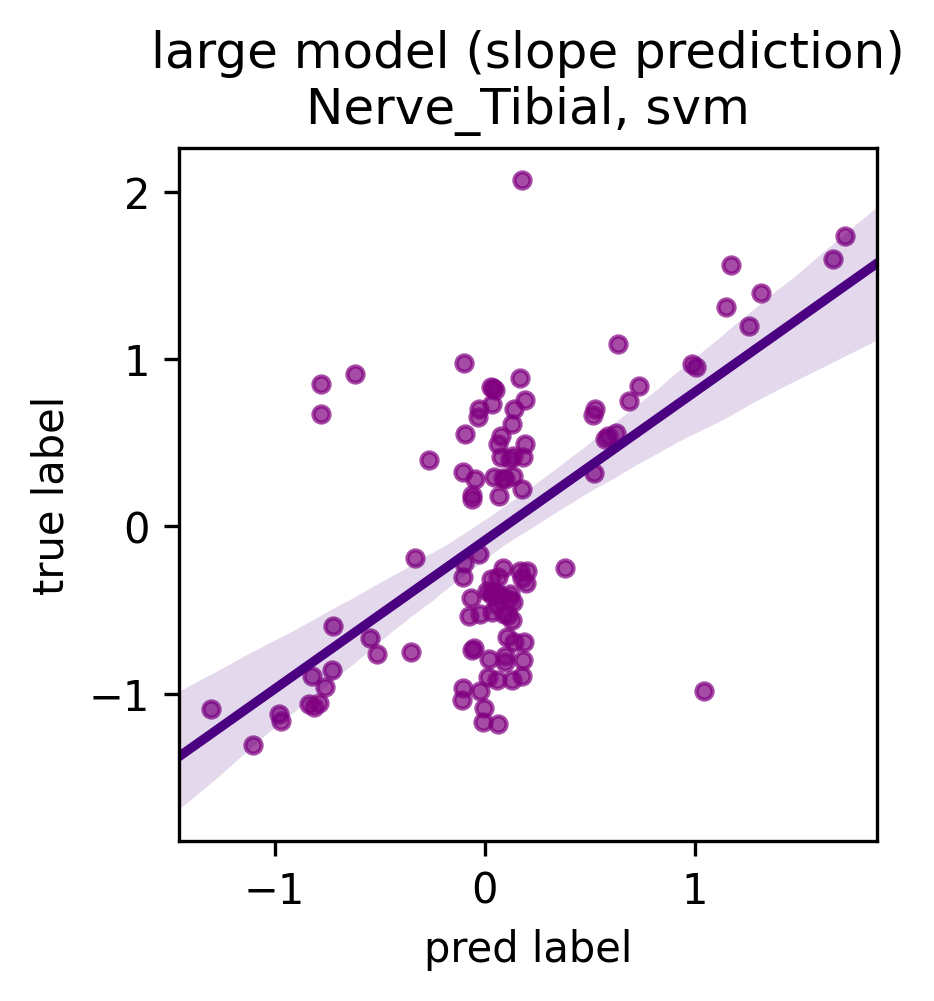 large model (slope prediction)
Nerve_Tibial, svm
2
1
0
−1
true label
−1
0
1
pred label